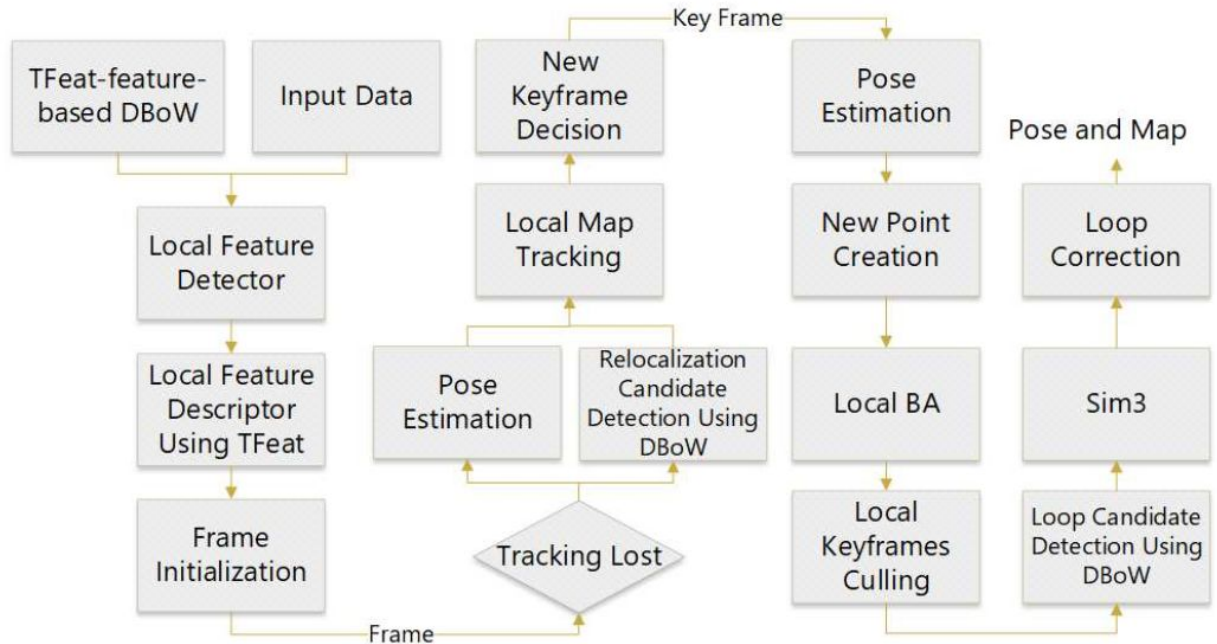 TFeat-feature-
based DBoW
Input Data
Local Feature
Detector
Local Feature
Descriptor
Using TFeat
Frame
Initialization
Frame
Tracking Lost
Pose
Estimation
Relocalization
Candidate
Detection Using
DBoW
Local Map
Tracking
New
Keyframe
Decision
Key Frame
Pose
Estimation
New Point
Creation
Local BA
Local
Keyframes
Culling
Loop Candidate
Detection Using
DBoW
Sim3
Loop
Correction
Pose and Map